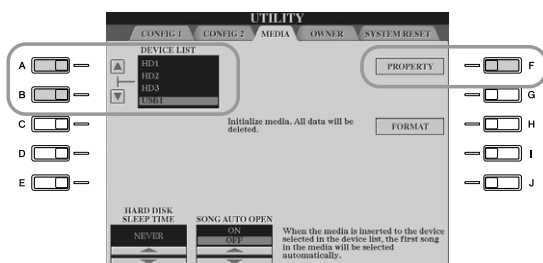 UTILITY
CONFIG 1 CONFIG 2 MEDIA OWNER SYSTEM RESET
DEVICE LIST
A
HD1
PROPERTY
F
HD2
HD3
B
USB1
G
C
Initialize media. All data will be
deleted.
FORMAT
H
D
I
E
J
HARD DISK
SLEEP TIME
SONG AUTO OPEN
NEVER
ON
OFF
When the media is inserted to the device
selected in the device list, the first song
in the media will be selected
automatically.